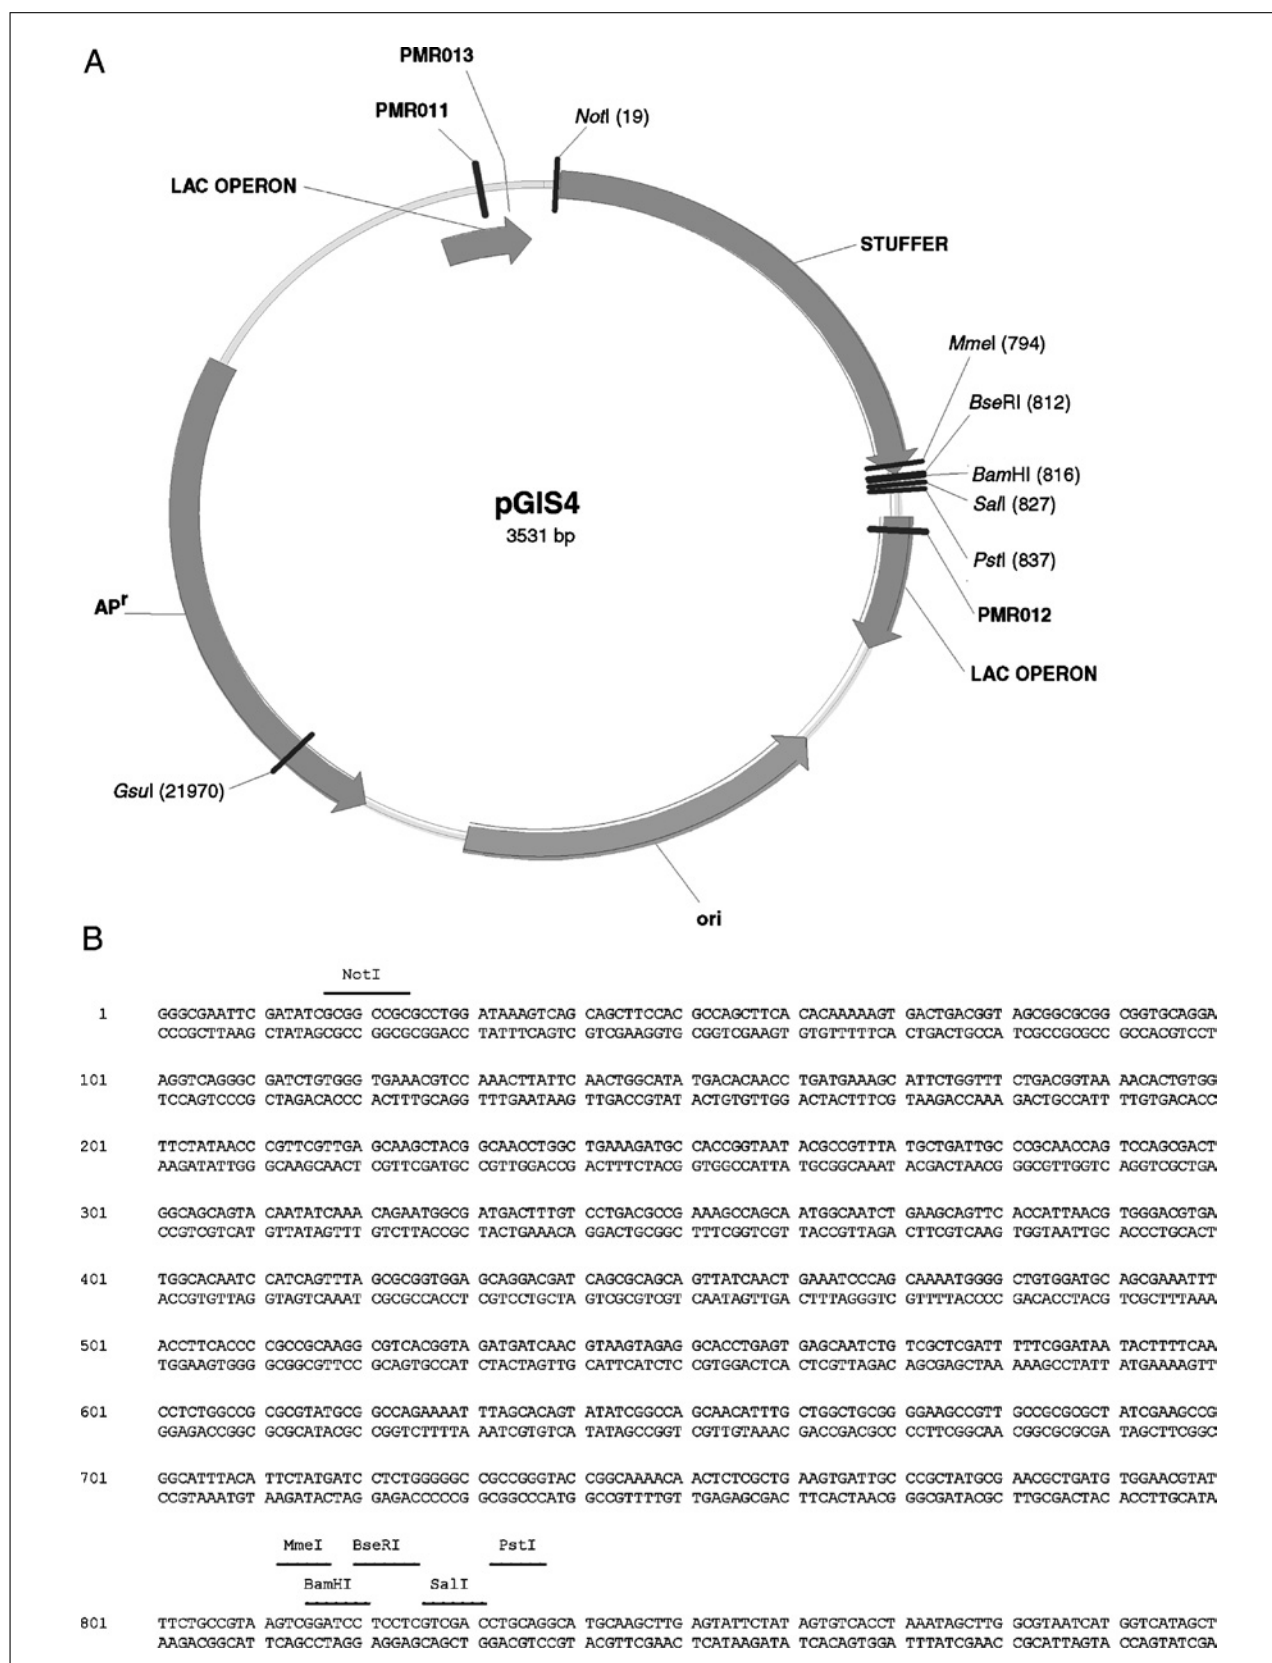 A
PMR013
PMR011
NotI (19)
LAC OPERON
STUFFER
MmeI (794)
BseRI (812)
BamHI (816)
SalI (827)
pGIS4
3531 bp
PstI (837)
APr
PMR012
LAC OPERON
GsuI (21970)
ori
B
NotI
1 GGGCGAATTC GATATCGCGG CCGCGCCTGG ATAAAGTCAG CAGCTTCCAC GCCAGCTTCA CACAAAAAGT GACTGACGGT AGCGGCGCGG CGGTGCAGGA
CCCGCTTAAG CTATAGCGCC GGCGCGGACC TATTTCAGTC GTCGAAGGTG CGGTCGAAGT GTGTTTTTCA CTGACTGCCA TCGCCGCGCC GCCACGTCCT
101 AGGTCAGGGC GATCTGTGGG TGAAACGTCC AAACTTATTC AACTGGCATA TGACACAACC TGATGAAAGC ATTCTGGTTT CTGACGGTAA AACACTGTGG
TCCAGTCCCG CTAGACACCC ACTTTGCAGG TTTGAATAAG TTGACCGTAT ACTGTGTTGG ACTACTTTCG TAAGACCAAA GACTGCCATT TTGTGACACC
201 TTCTATAACC CGTTCGTTGA GCAAGCTACG GCAACCTGGC TGAAAGATGC CACCGGTAAT ACGCCGTTTA TGCTGATTGC CCGCAACCAG TCCAGCGACT
AAGATATTGG GCAAGCAACT CGTTCGATGC CGTTGGACCG ACTTTCTACG GTGGCCATTA TGCGGCAAAT ACGACTAACG GGCGTTGGTC AGGTCGCTGA
301 GGCAGCAGTA CAATATCAAA CAGAATGGCG ATGACTTTGT CCTGACGCCG AAAGCCAGCA ATGGCAATCT GAAGCAGTTC ACCATTAACG TGGGACGTGA
CCGTCGTCAT GTTATAGTTT GTCTTACCGC TACTGAAACA GGACTGCGGC TTTCGGTCGT TACCGTTAGA CTTCGTCAAG TGGTAATTGC ACCCTGCACT
401 TGGCACAATC CATCAGTTTA GCGCGGTGGA GCAGGACGAT CAGCGCAGCA GTTATCAACT GAAATCCCAG CAAAATGGGG CTGTGGATGC AGCGAAATTT
ACCGTGTTAG GTAGTCAAAT CGCGCCACCT CGTCCTGCTA GTCGCGTCGT CAATAGTTGA CTTTAGGGTC GTTTTACCCC GACACCTACG TCGCTTTAAA
501 ACCTTCACCC CGCCGCAAGG CGTCACGGTA GATGATCAAC GTAAGTAGAG GCACCTGAGT GAGCAATCTG TCGCTCGATT TTTCGGATAA TACTTTTCAA
TGGAAGTGGG GCGGCGTTCC GCAGTGCCAT CTACTAGTTG CATTCATCTC CGTGGACTCA CTCGTTAGAC AGCGAGCTAA AAAGCCTATT ATGAAAAGTT
601 CCTCTGGCCG CGCGTATGCG GCCAGAAAAT TTAGCACAGT ATATCGGCCA GCAACATTTG CTGGCTGCGG GGAAGCCGTT GCCGCGCGCT ATCGAAGCCG
GGAGACCGGC GCGCATACGC CGGTCTTTTA AATCGTGTCA TATAGCCGGT CGTTGTAAAC GACCGACGCC CCTTCGGCAA CGGCGCGCGA TAGCTTCGGC
701 GGCATTTACA TTCTATGATC CCTCTGGGGGC CGCCGGGTAC CGGCAAAACA ACTCTCGCTG AAGTGATTGC CCGCTATGCG AACGCTGATG TGGAACGTAT
CCGTAAATGT AAGATACTAG GAGACCCCCG GCGGCCCATG GCCGTTTTGT TGAGAGCGAC TTCACTAACG GGCGATACGC TTGCGACTAC ACCTTGCATA
MmeI BseRI PstI
BamHI SalI
801 TTCTGCCGTA AGTCGGATCC TCCTCGTCGAC CTGCAGGCA TGCAAGCTTG AGTATTCTAT AGTGTCACCT AAATAGCTTG GCGTAATCAT GGTCATAGCT
AAGACGGCAT TCAGCCTAGG AGGAGCAGCTG GACGTCCGT ACGTTCGAAC TCATAAGATA TCACAGTGGA TTTATCGAAC CGCATTAGTA CCAGTATCGA